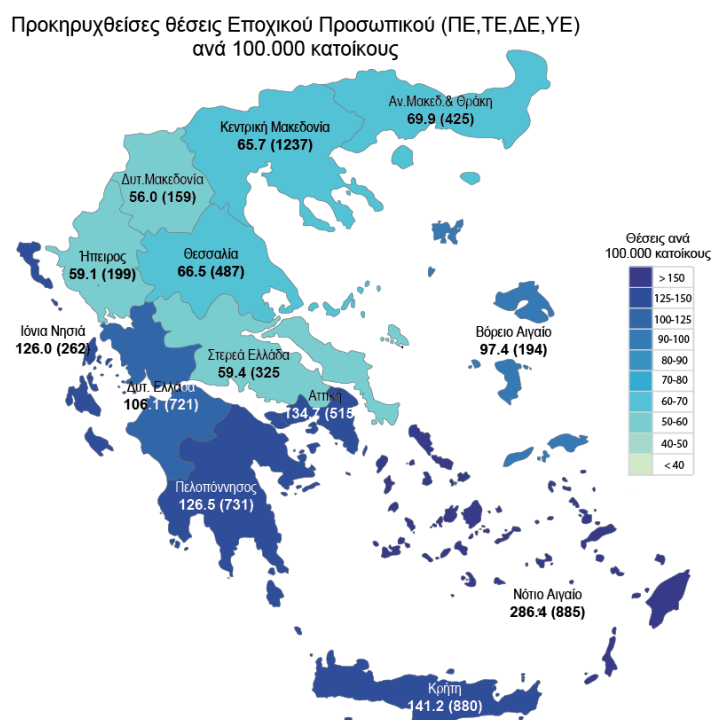 Προκηρυχθείσες θέσεις Εποχικού Προσωπικού (ΠΕ,ΤΕ,ΔΕ,ΥΕ)
ανά 100.000 κατοίκους
Αν.Μακεδ.& Θράκη
69.9 (425)
Κεντρική Μακεδονία
65.7 (1237)
Δυτ.Μακεδονία
56.0 (159)
Ήπειρος
59.1 (199)
Θεσσαλία
66.5 (487)
Θέσεις ανά
100.000 κατοίκους
> 150
125-150
100-125
90-100
80-90
70-80
60-70
50-60
40-50
< 40
Ιόνια Νησιά
126.0 (262)
Βόρειο Αιγαίο
97.4 (194)
Στερεά Ελλάδα
59.4 (325
Δυτ. Ελλάδα
106.1 (721)
Αττική
134.7 (515
Πελοπόννησος
126.5 (731)
Νότιο Αιγαίο
286.4 (885)
Κρήτη
141.2 (880)